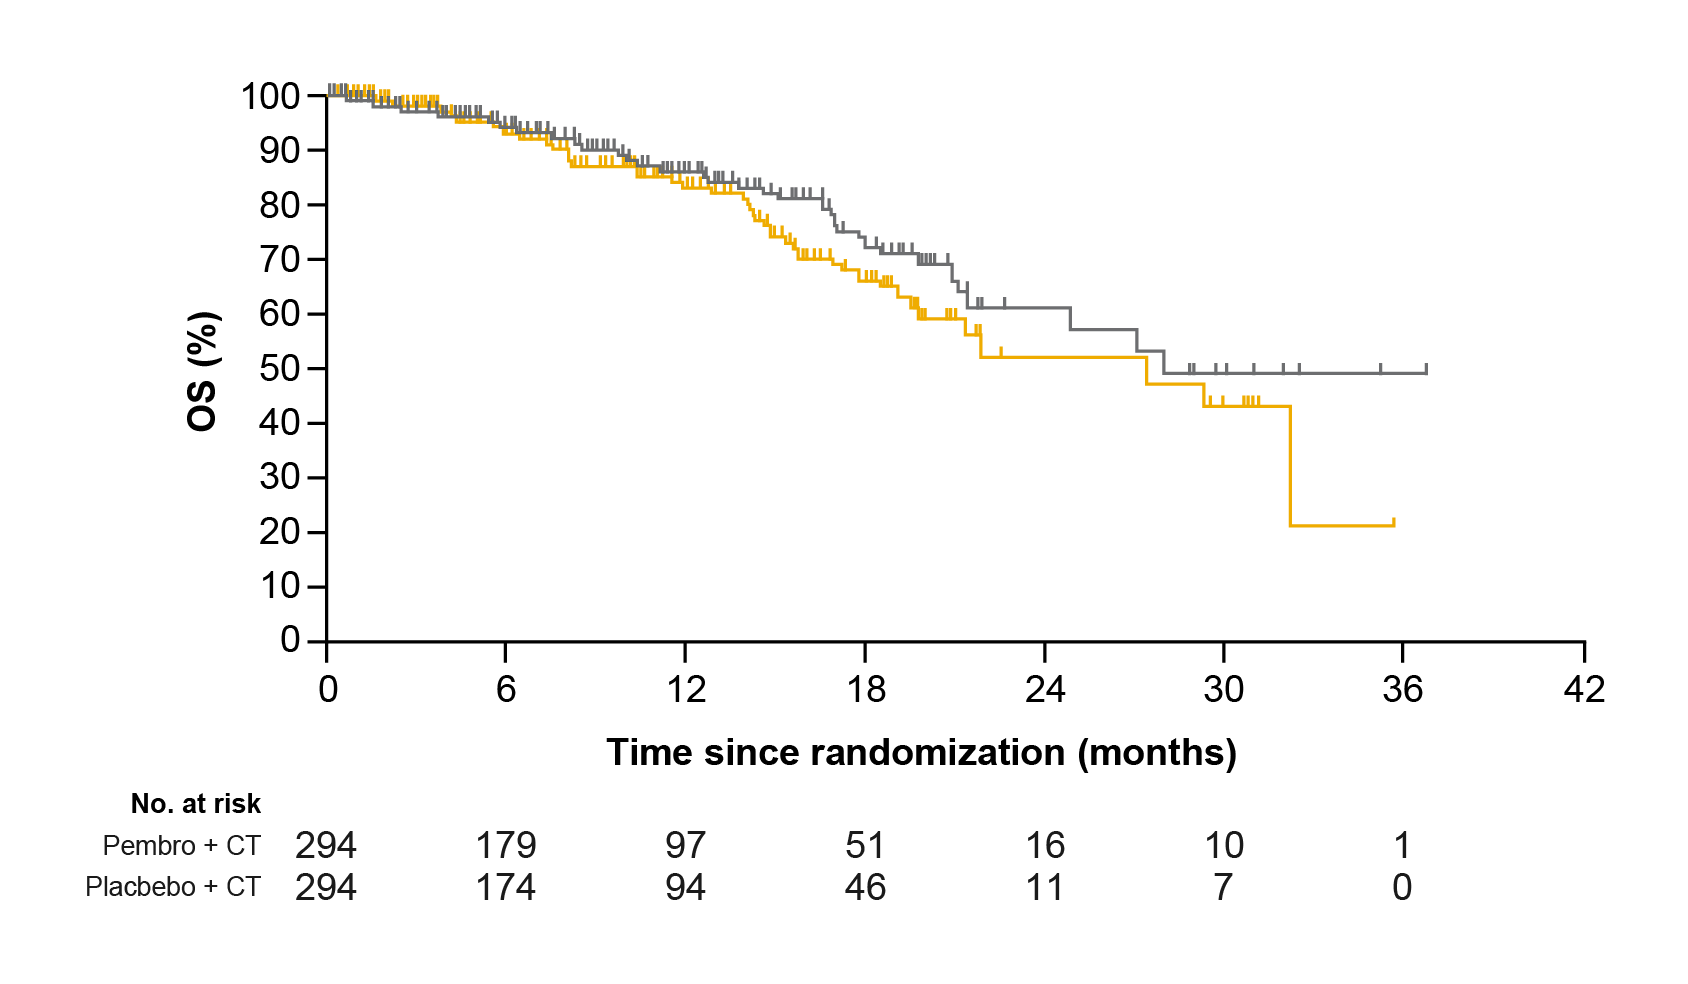 100
90
80
70
60
50
40
30
20
10
0
OS (%)
0 6 12 18 24 30 36 42
Time since randomization (months)
No. at risk
Pembro + CT 294 179 97 51 16 10 1
Placbebo + CT 294 174 94 46 11 7 0